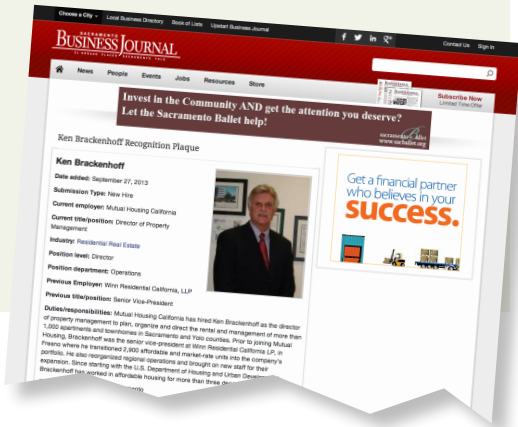 Choose a City Local Business Directory Book of Lists Upstart Business Journal Contact Us Sign In
SACRAMENTO
BUSINESS JOURNAL
News People Events Jobs Resources Store
Subscribe Now
Limited Time Offer
Invest in the Community AND get the attention you deserve?
Let the Sacramento Ballet help!
sacramento Ballet
www.sacballet.org
Ken Brackenhoff Recognition Plaque
Ken Brackenhoff
Date added: September 27, 2013
Submission Type: New Hire
Current employer: Mutual Housing California
Current title/position: Director of Property
Management
Industry: Residential Real Estate
Position level: Director
Position department: Operations
Previous Employer: Winn Residential California, LLP
Previous title/position: Senior Vice-President
Duties/responsibilities: Mutual Housing California has hired Ken Brackenhoff as the director
of property management to plan, organize and direct the rental and management of more than
1,000 apartments and townhomes in Sacramento and Yolo counties. Prior to joining Mutual
Housing, Brackenhoff was the senior vice-president at Winn Residential California LP, in
Fresno where he transitioned 2,900 affordable and market-rate units into the company's
portfolio. He also reorganized regional operations and brought on new staff for their
expansion. Since starting with the U.S. Department of Housing and Urban
Brackenhoff has worked in affordable housing for more than three
Get a financial partner
who believes in your
success.